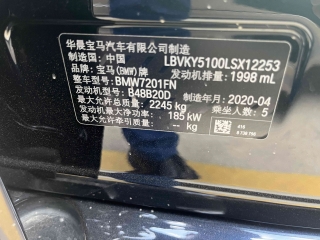 华晨宝马汽车有限公司制造
制造国: 中国 LBVKY5100LSX12253
品牌: 宝马(BMW)牌 发动机排量: 1998 mL
整车型号: BMW7201FN
发动机型号: B48B20D 制造年月: 2020-04
最大允许总质量: 2245 kg 乘坐人数: 5
发动机最大净功率: 185 kW
最大允许牵引质量: -- kg